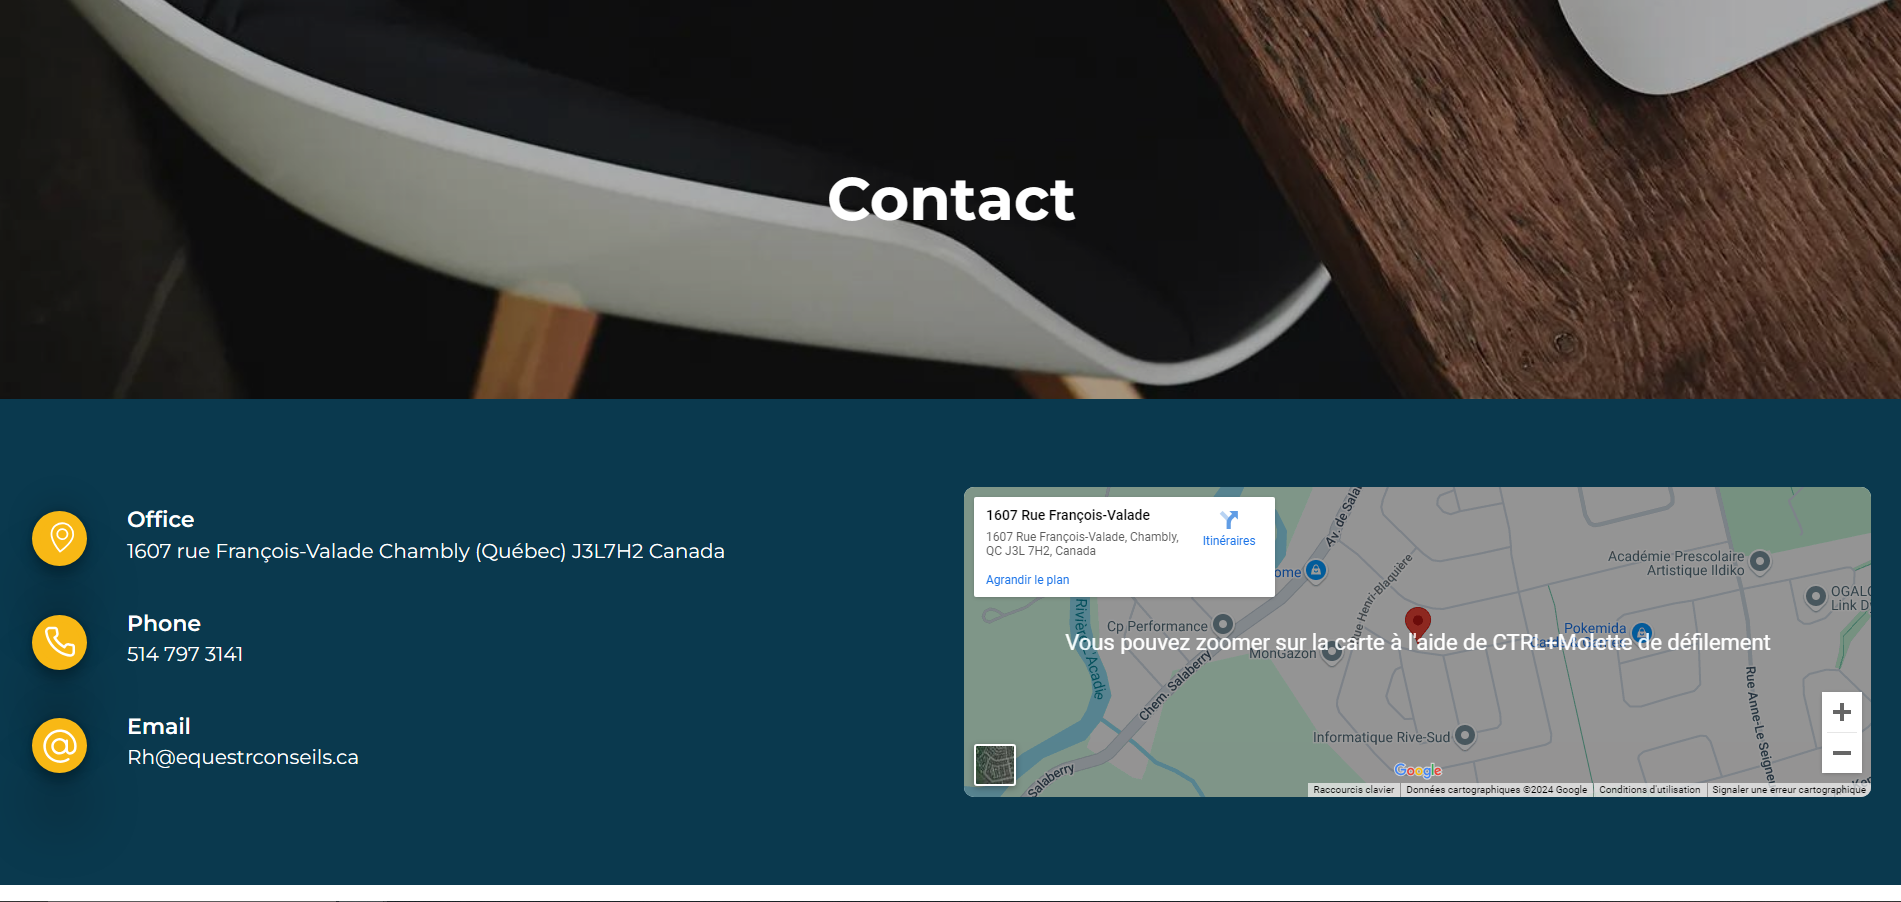 Contact
Office
1607 rue François-Valade Chambly (Québec) J3L7H2 Canada
Phone
514 797 3141
Email
Rh@equestrconseils.ca
1607 Rue François-Valade
1607 Rue François-Valade, Chambly,
QC J3L 7H2, Canada
Itinéraires
Agrandir le plan
Av. de Sala
ome
Rue Henri-Blaquière
Académie Prescolaire
Artistique Ildiko
OGALO
Link D
Cp Performance
Pokemida
MonGazon
Vous pouvez zoomer sur la carte à l'aide de CTRL+Molette de défilement
Rivière l'Acadie
Chem. Salaberry
Rue Anne-Le Seigne
Informatique Rive-Sud
Salaberry
Google
Raccourcis clavier
Données cartographiques ©2024 Google
Conditions d'utilisation
Signaler une erreur cartographique